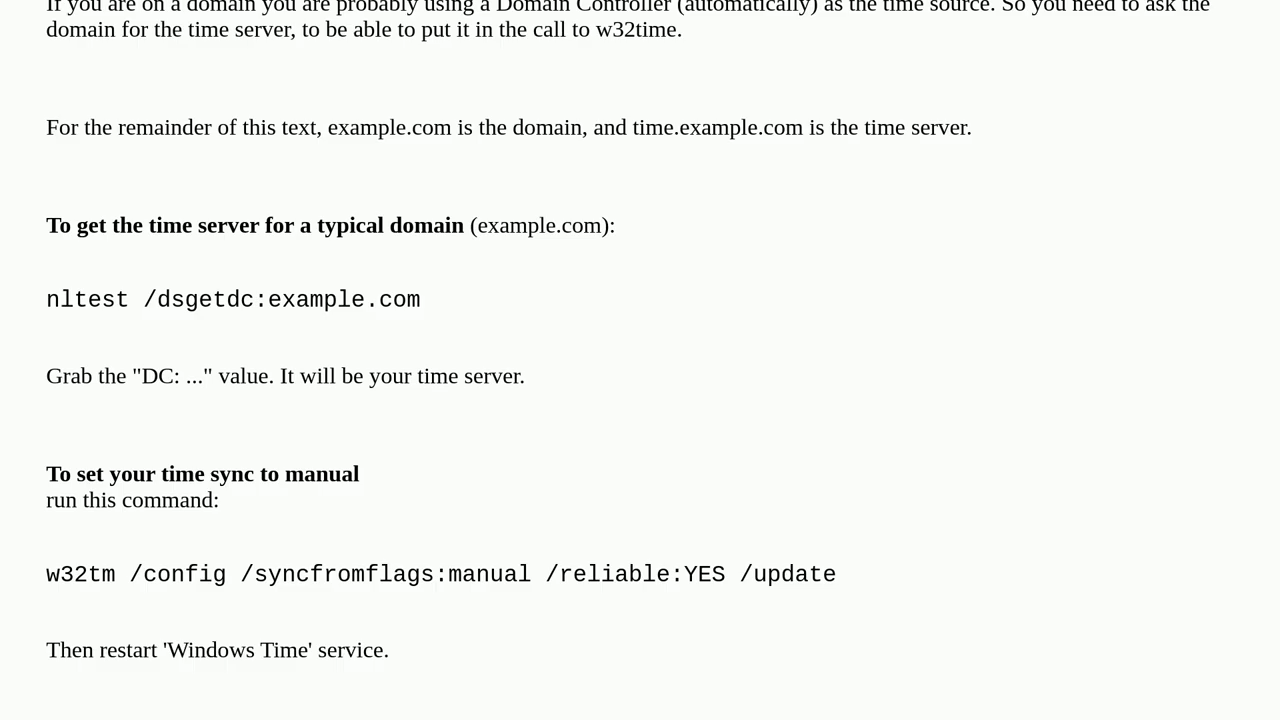 If you are on a domain you are probably using a Domain Controller (automatically) as the time source. So you need to ask the
domain for the time server, to be able to put it in the call to w32time.
For the remainder of this text, example.com is the domain, and time.example.com is the time server.
To get the time server for a typical domain (example.com):
nltest /dsgetdc:example.com
Grab the "DC: ..." value. It will be your time server.
To set your time sync to manual
run this command:
w32tm /config /syncfromflags:manual /reliable:YES /update
Then restart 'Windows Time' service.